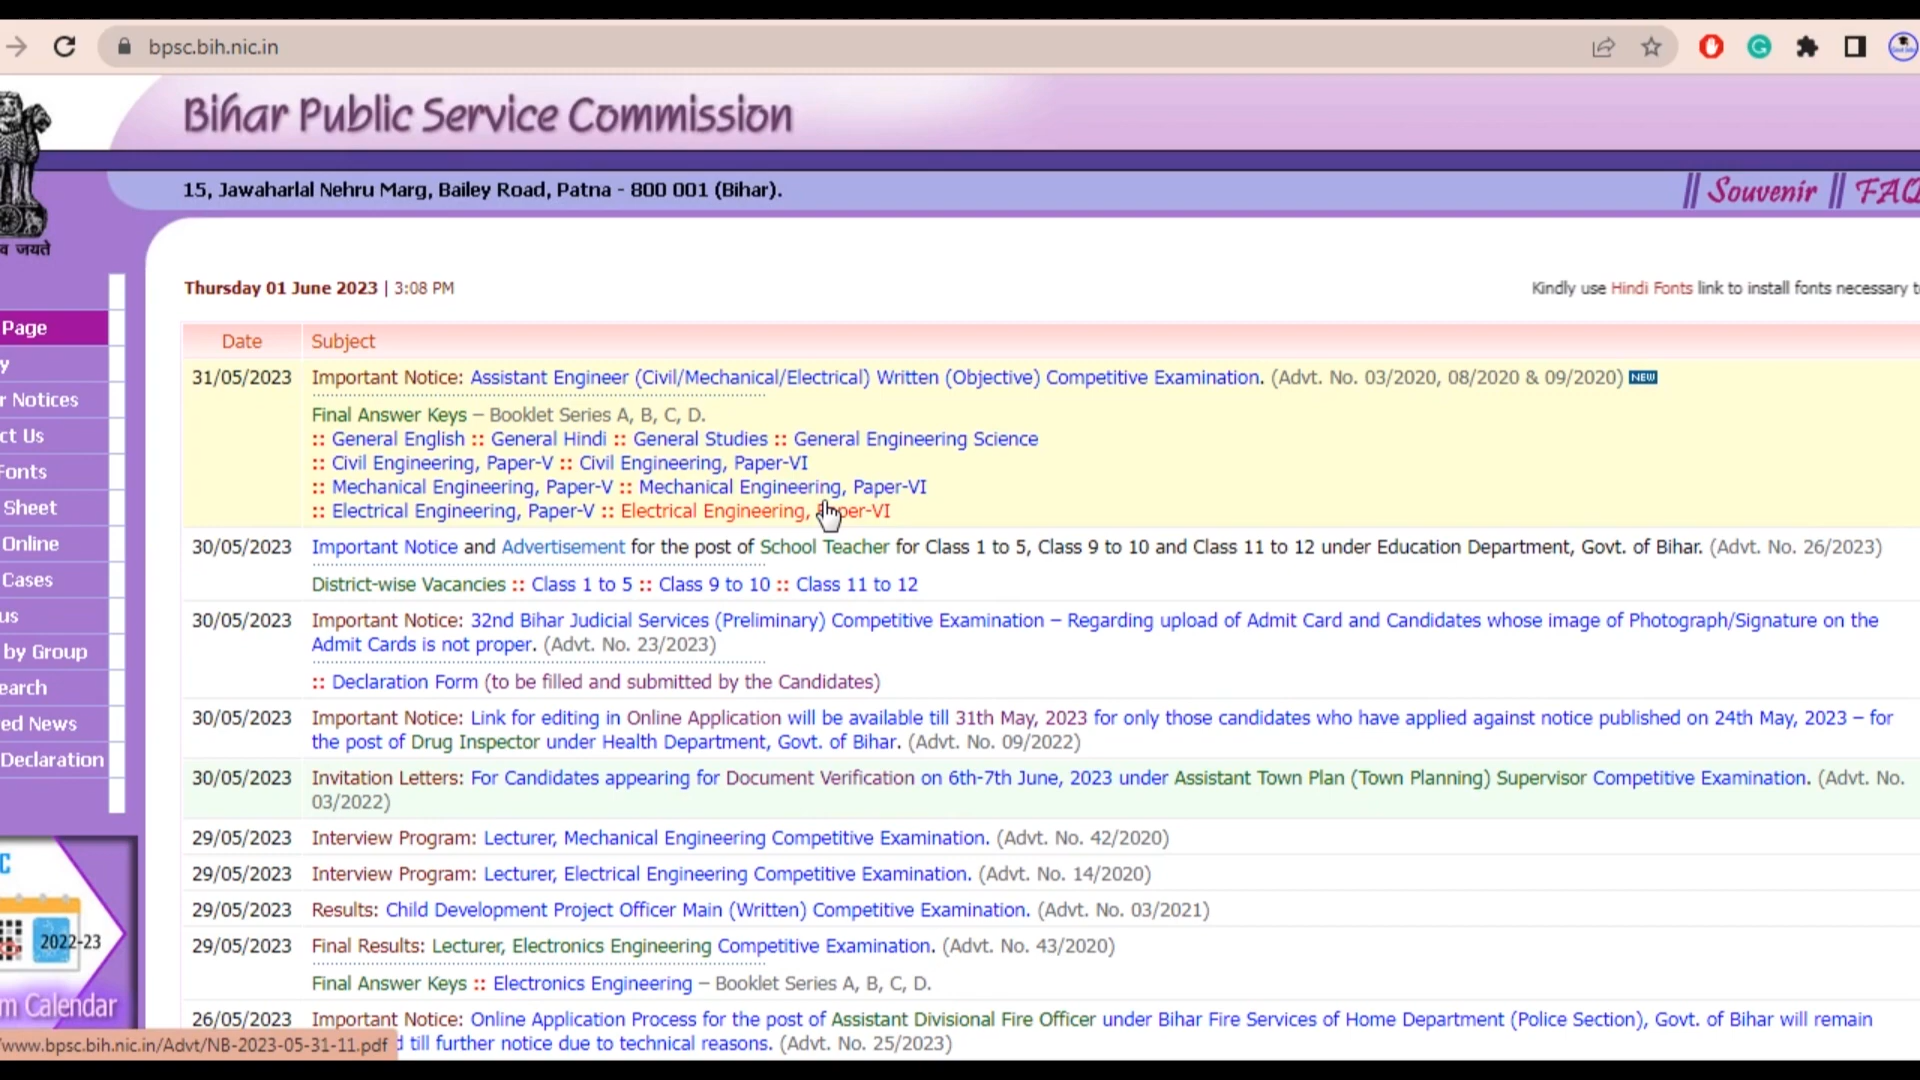 bpsc.bih.nic.in
Bihar Public Service Commission
15, Jawaharlal Nehru Marg, Bailey Road, Patna - 800 001 (Bihar).
|| Souvenir || FAQ
व जयते
Thursday 01 June 2023 | 3:08 PM
Kindly use Hindi Fonts link to install fonts necessary t
Page
y
r Notices
ct Us
Fonts
Sheet
Online
Cases
us
by Group
earch
ed News
Declaration
C
2022-23
m Calendar
Date Subject
31/05/2023 Important Notice: Assistant Engineer (Civil/Mechanical/Electrical) Written (Objective) Competitive Examination. (Advt. No. 03/2020, 08/2020 & 09/2020) NEW
Final Answer Keys – Booklet Series A, B, C, D.
:: General English :: General Hindi :: General Studies :: General Engineering Science
:: Civil Engineering, Paper-V :: Civil Engineering, Paper-VI
:: Mechanical Engineering, Paper-V :: Mechanical Engineering, Paper-VI
:: Electrical Engineering, Paper-V :: Electrical Engineering, per-VI
30/05/2023 Important Notice and Advertisement for the post of School Teacher for Class 1 to 5, Class 9 to 10 and Class 11 to 12 under Education Department, Govt. of Bihar. (Advt. No. 26/2023)
District-wise Vacancies :: Class 1 to 5 :: Class 9 to 10 :: Class 11 to 12
30/05/2023 Important Notice: 32nd Bihar Judicial Services (Preliminary) Competitive Examination – Regarding upload of Admit Card and Candidates whose image of Photograph/Signature on the
Admit Cards is not proper. (Advt. No. 23/2023)
:: Declaration Form (to be filled and submitted by the Candidates)
30/05/2023 Important Notice: Link for editing in Online Application will be available till 31th May, 2023 for only those candidates who have applied against notice published on 24th May, 2023 – for
the post of Drug Inspector under Health Department, Govt. of Bihar. (Advt. No. 09/2022)
30/05/2023 Invitation Letters: For Candidates appearing for Document Verification on 6th-7th June, 2023 under Assistant Town Plan (Town Planning) Supervisor Competitive Examination. (Advt. No.
03/2022)
29/05/2023 Interview Program: Lecturer, Mechanical Engineering Competitive Examination. (Advt. No. 42/2020)
29/05/2023 Interview Program: Lecturer, Electrical Engineering Competitive Examination. (Advt. No. 14/2020)
29/05/2023 Results: Child Development Project Officer Main (Written) Competitive Examination. (Advt. No. 03/2021)
29/05/2023 Final Results: Lecturer, Electronics Engineering Competitive Examination. (Advt. No. 43/2020)
Final Answer Keys :: Electronics Engineering – Booklet Series A, B, C, D.
26/05/2023 Important Notice: Online Application Process for the post of Assistant Divisional Fire Officer under Bihar Fire Services of Home Department (Police Section), Govt. of Bihar will remain
d till further notice due to technical reasons. (Advt. No. 25/2023)
/www.bpsc.bih.nic.in/Advt/NB-2023-05-31-11.pdf